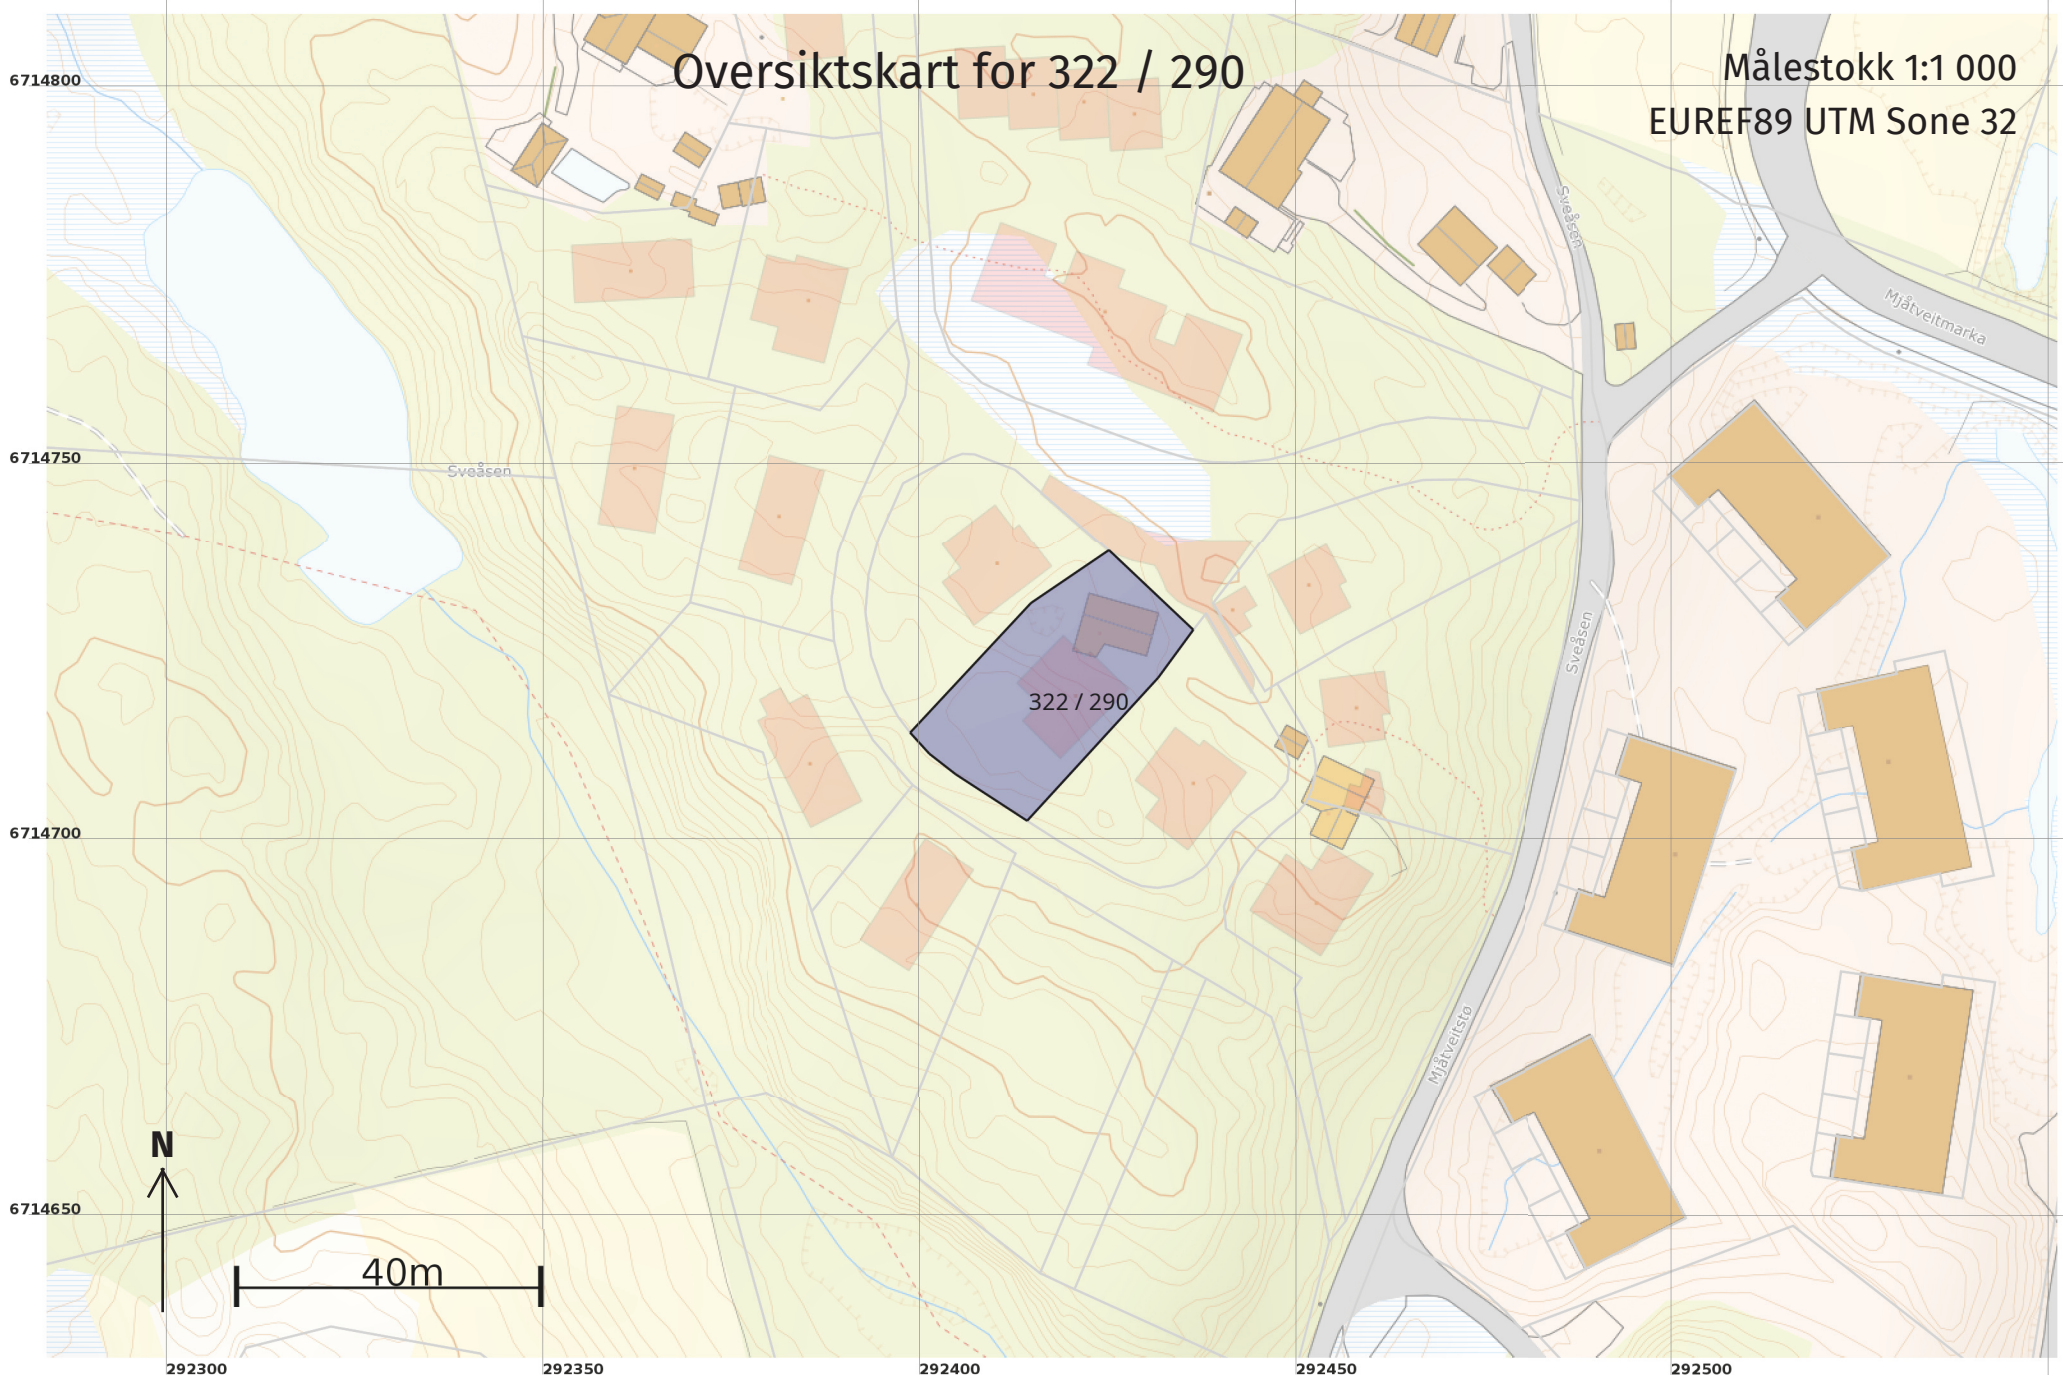 Oversiktskart for 322 / 290
Målestokk 1:1 000
EUREF89 UTM Sone 32
6714800
Sveåsen
Mjåtveitmarka
6714750
Sveåsen
Sveåsen
322 / 290
6714700
Mjåtveitstø
N
6714650
40m
292300
292350
292400
292450
292500